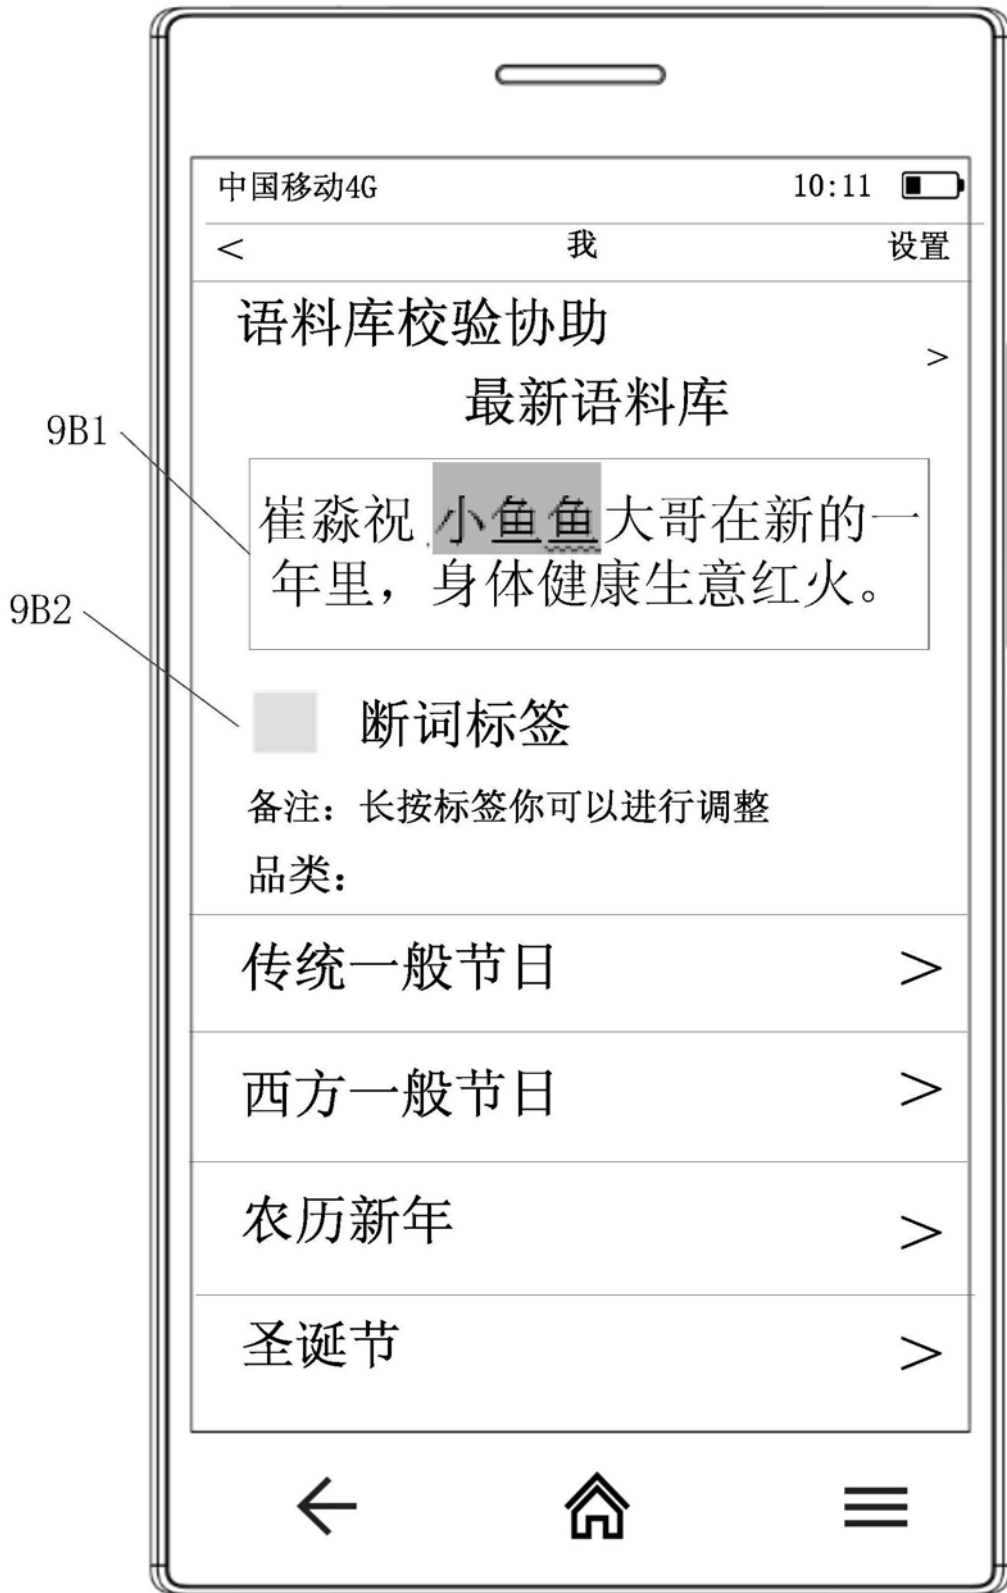 中国移动4G 10:11
< 我 设置
语料库校验协助
>
最新语料库
9B1
崔淼祝 小鱼鱼大哥在新的一
年里，身体健康生意红火。
9B2
断词标签
备注：长按标签你可以进行调整
品类：
传统一般节日 >
西方一般节日 >
农历新年 >
圣诞节 >